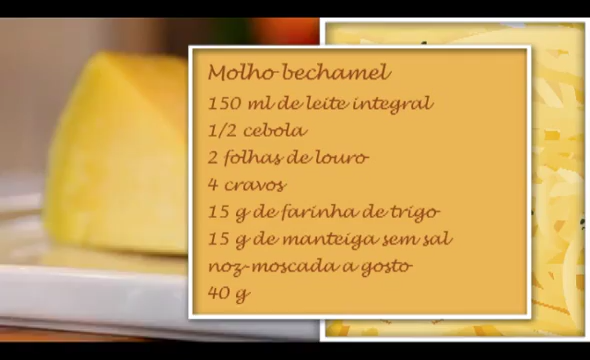 Molho bechamel
150 ml de leite integral
1/2 cebola
2 folhas de louro
4 cravos
15 g de farinha de trigo
15 g de manteiga sem sal
noz-moscada a gosto
40 g